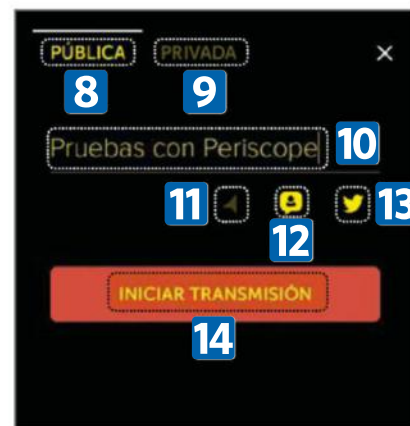 PÚBLICA PRIVADA ×
8 9
Pruebas con Periscope 10
11 12 13
INICIAR TRANSMISIÓN
14